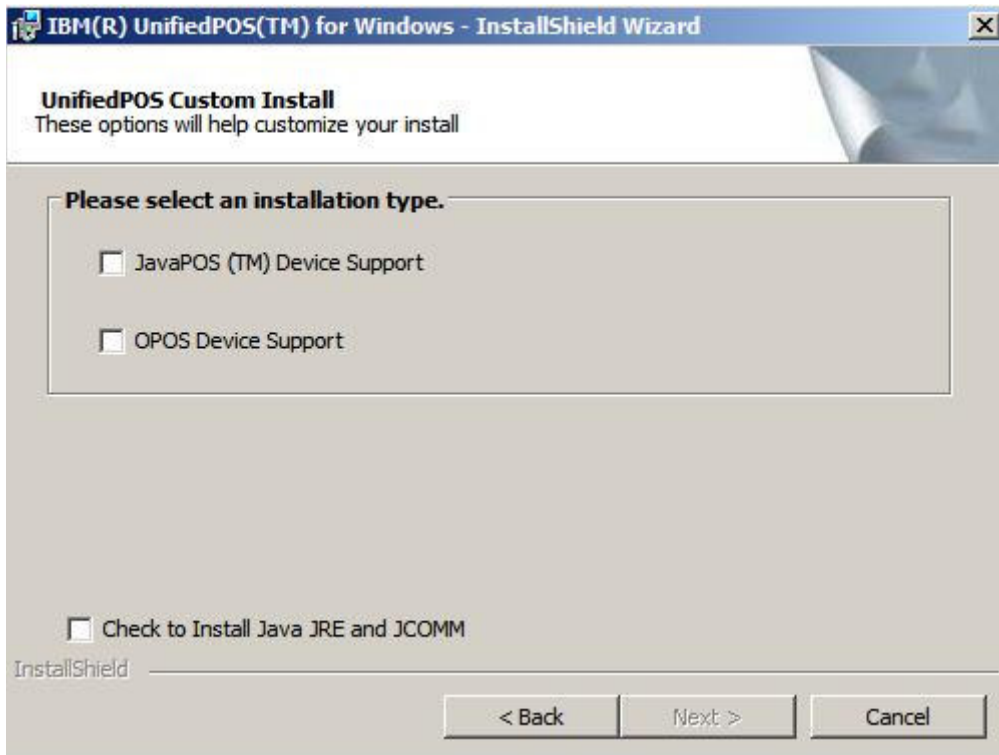 IBM(R) UnifiedPOS(TM) for Windows - InstallShield Wizard
UnifiedPOS Custom Install
These options will help customize your install
Please select an installation type.
JavaPOS (TM) Device Support
OPOS Device Support
Check to Install Java JRE and JCOMM
InstallShield
< Back
Next >
Cancel